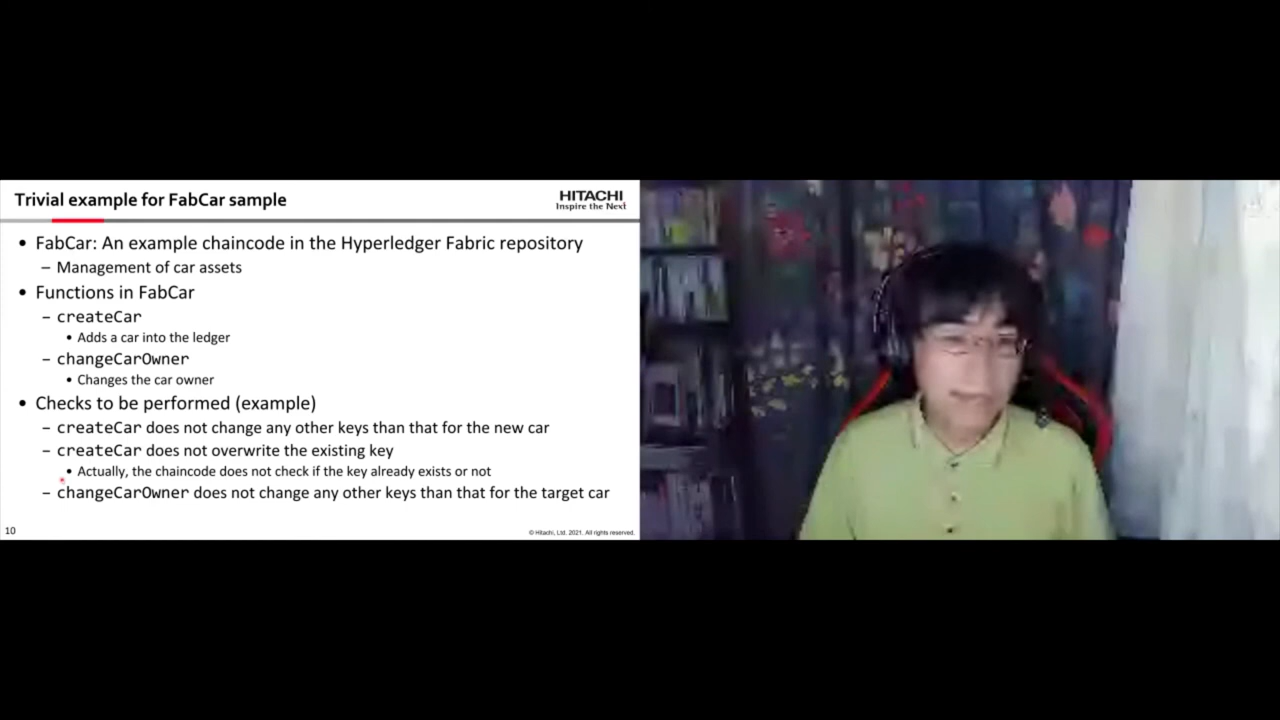 Trivial example for FabCar sample
HITACHI
Inspire the Next
• FabCar: An example chaincode in the Hyperledger Fabric repository
– Management of car assets
• Functions in FabCar
– createCar
• Adds a car into the ledger
– changeCarOwner
• Changes the car owner
• Checks to be performed (example)
– createCar does not change any other keys than that for the new car
– createCar does not overwrite the existing key
• Actually, the chaincode does not check if the key already exists or not
– changeCarOwner does not change any other keys than that for the target car
10
© Hitachi, Ltd. 2021. All rights reserved.